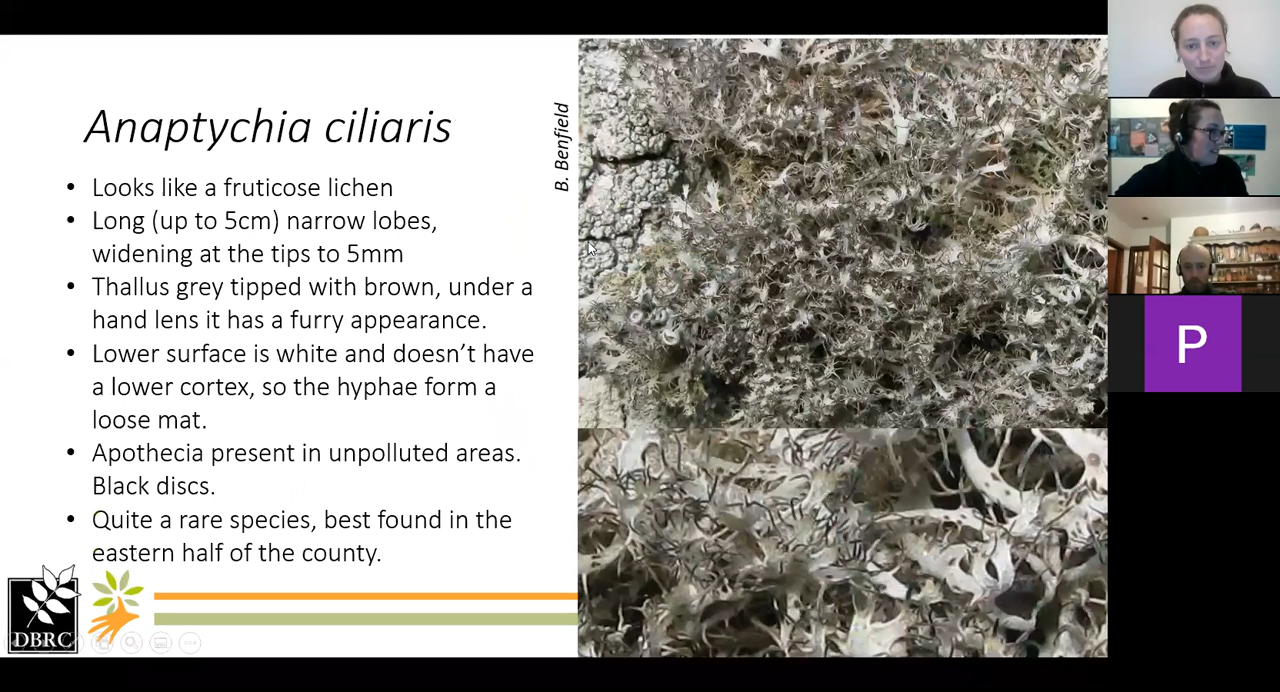 Anaptychia ciliaris
• Looks like a fruticose lichen
• Long (up to 5cm) narrow lobes,
widening at the tips to 5mm
• Thallus grey tipped with brown, under a
hand lens it has a furry appearance.
• Lower surface is white and doesn’t have
a lower cortex, so the hyphae form a
loose mat.
• Apothecia present in unpolluted areas.
Black discs.
• Quite a rare species, best found in the
eastern half of the county.
B. Benfield
DBRC
P